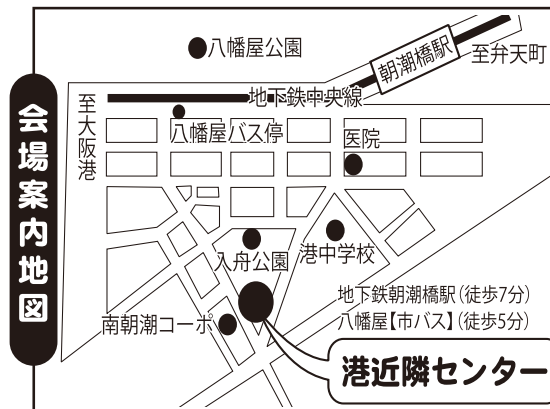 会場案内地図
八幡屋公園
朝潮橋駅
至弁天町
地下鉄中央線
至大阪港
八幡屋バス停
医院
入舟公園
港中学校
地下鉄朝潮橋駅（徒歩7分）
八幡屋【市バス】（徒歩5分）
南朝潮コーポ
港近隣センター